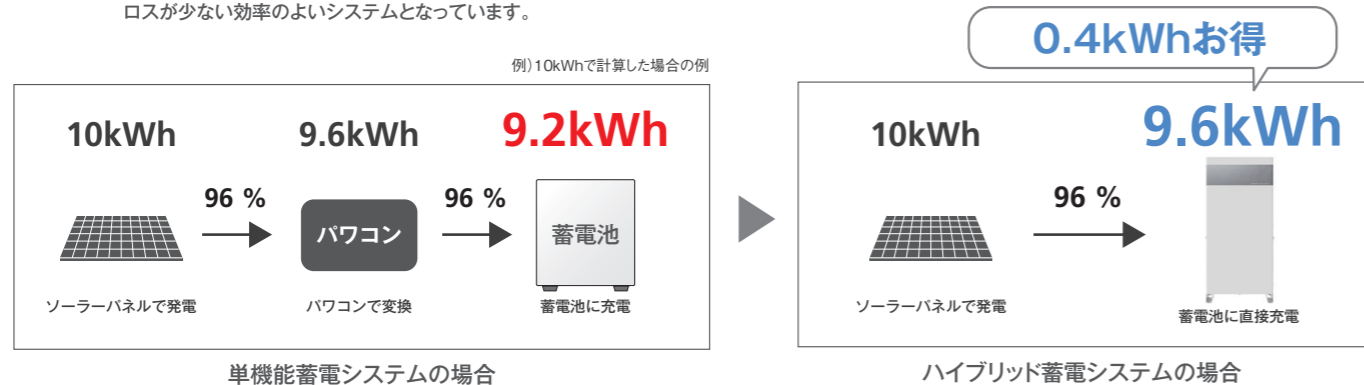 ロスが少ない効率のよいシステムとなっています。
例)10kWhで計算した場合の例
10kWh
9.6kWh
9.2kWh
96 %
96 %
パワコン
蓄電池
ソーラーパネルで発電
パワコンで変換
蓄電池に充電
単機能蓄電システムの場合
0.4kWhお得
10kWh
9.6kWh
96 %
ソーラーパネルで発電
蓄電池に直接充電
ハイブリッド蓄電システムの場合